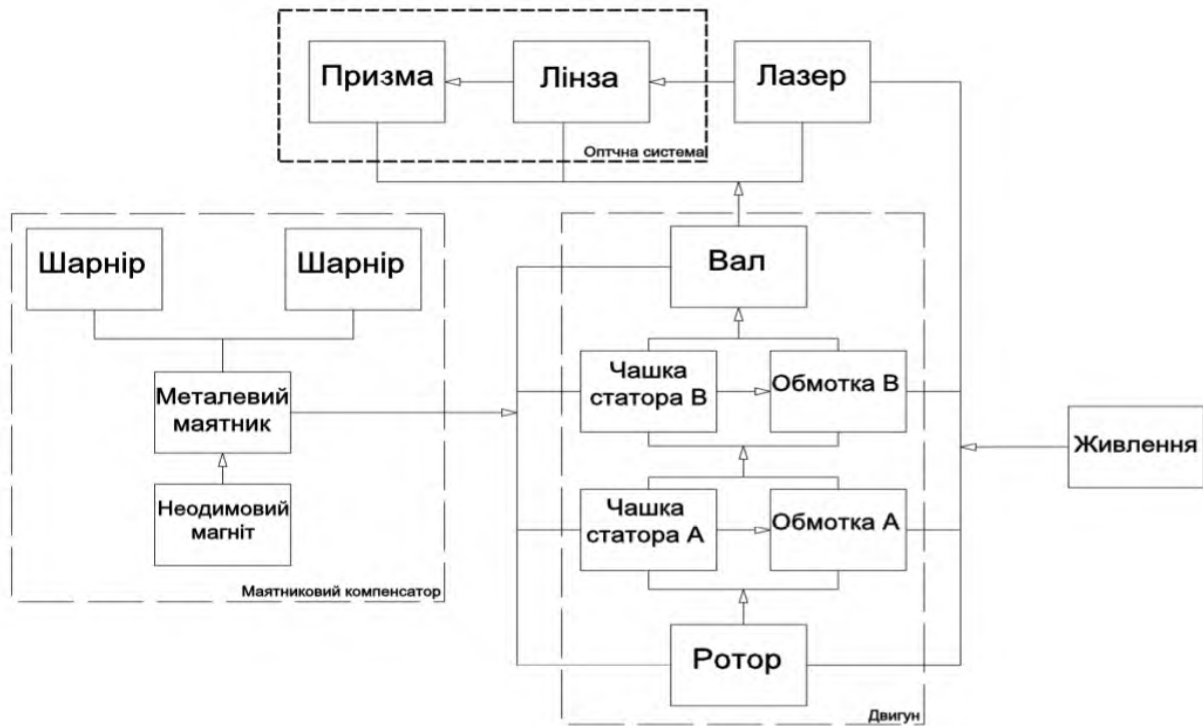 Призма
Лінза
Лазер
Оптчна система
Шарнір
Шарнір
Вал
Металевий
маятник
Чашка
статора В
Обмотка В
Живлення
Неодимовий
магніт
Чашка
статора А
Обмотка А
Маятниковий компенсатор
Ротор
Двигун